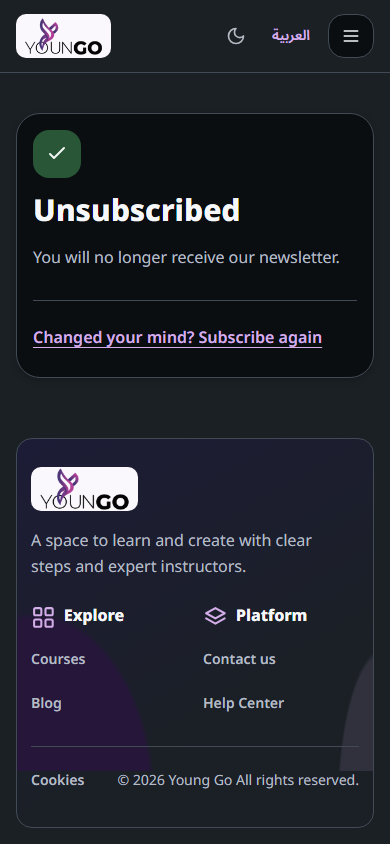 YOUNGO
العربية
Unsubscribed
You will no longer receive our newsletter.
Changed your mind? Subscribe again
YOUNGO
A space to learn and create with clear
steps and expert instructors.
Explore
Platform
Courses
Contact us
Blog
Help Center
Cookies
© 2026 Young Go All rights reserved.